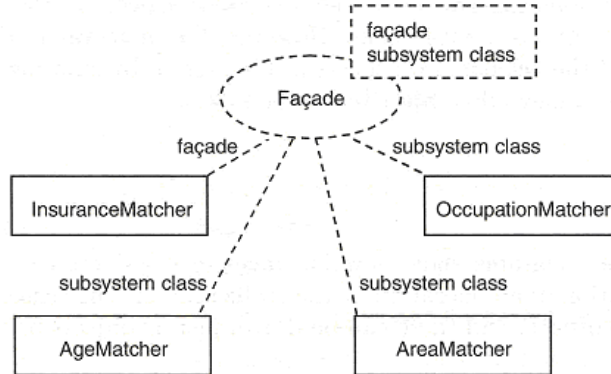 façade
subsystem class
Façade
façade
subsystem class
InsuranceMatcher
OccupationMatcher
subsystem class
subsystem class
AgeMatcher
AreaMatcher